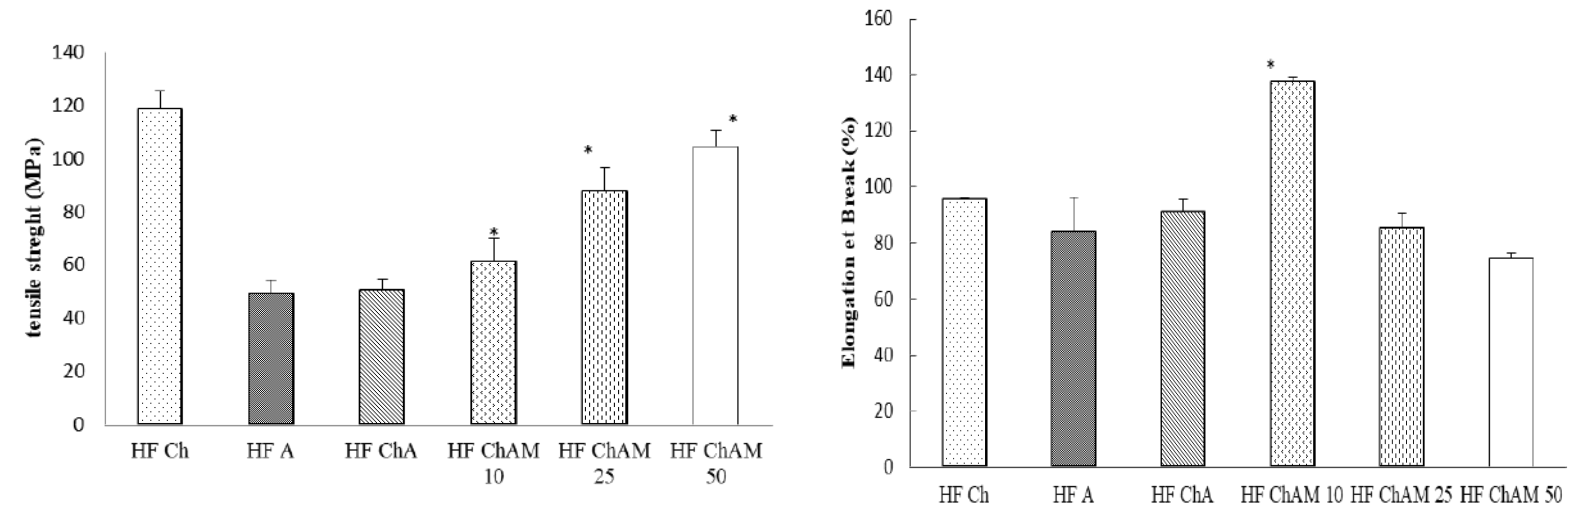 tensile streght (MPa)
140
120
100
80
60
40
20
0
*
*
*
HF Ch
HF A
HF ChA
HF ChAM
10
HF ChAM
25
HF ChAM
50
Elongation et Break (%)
160
140
120
100
80
60
40
20
0
*
HF Ch
HF A
HF ChA
HF ChAM 10
HF ChAM 25
HF ChAM 50